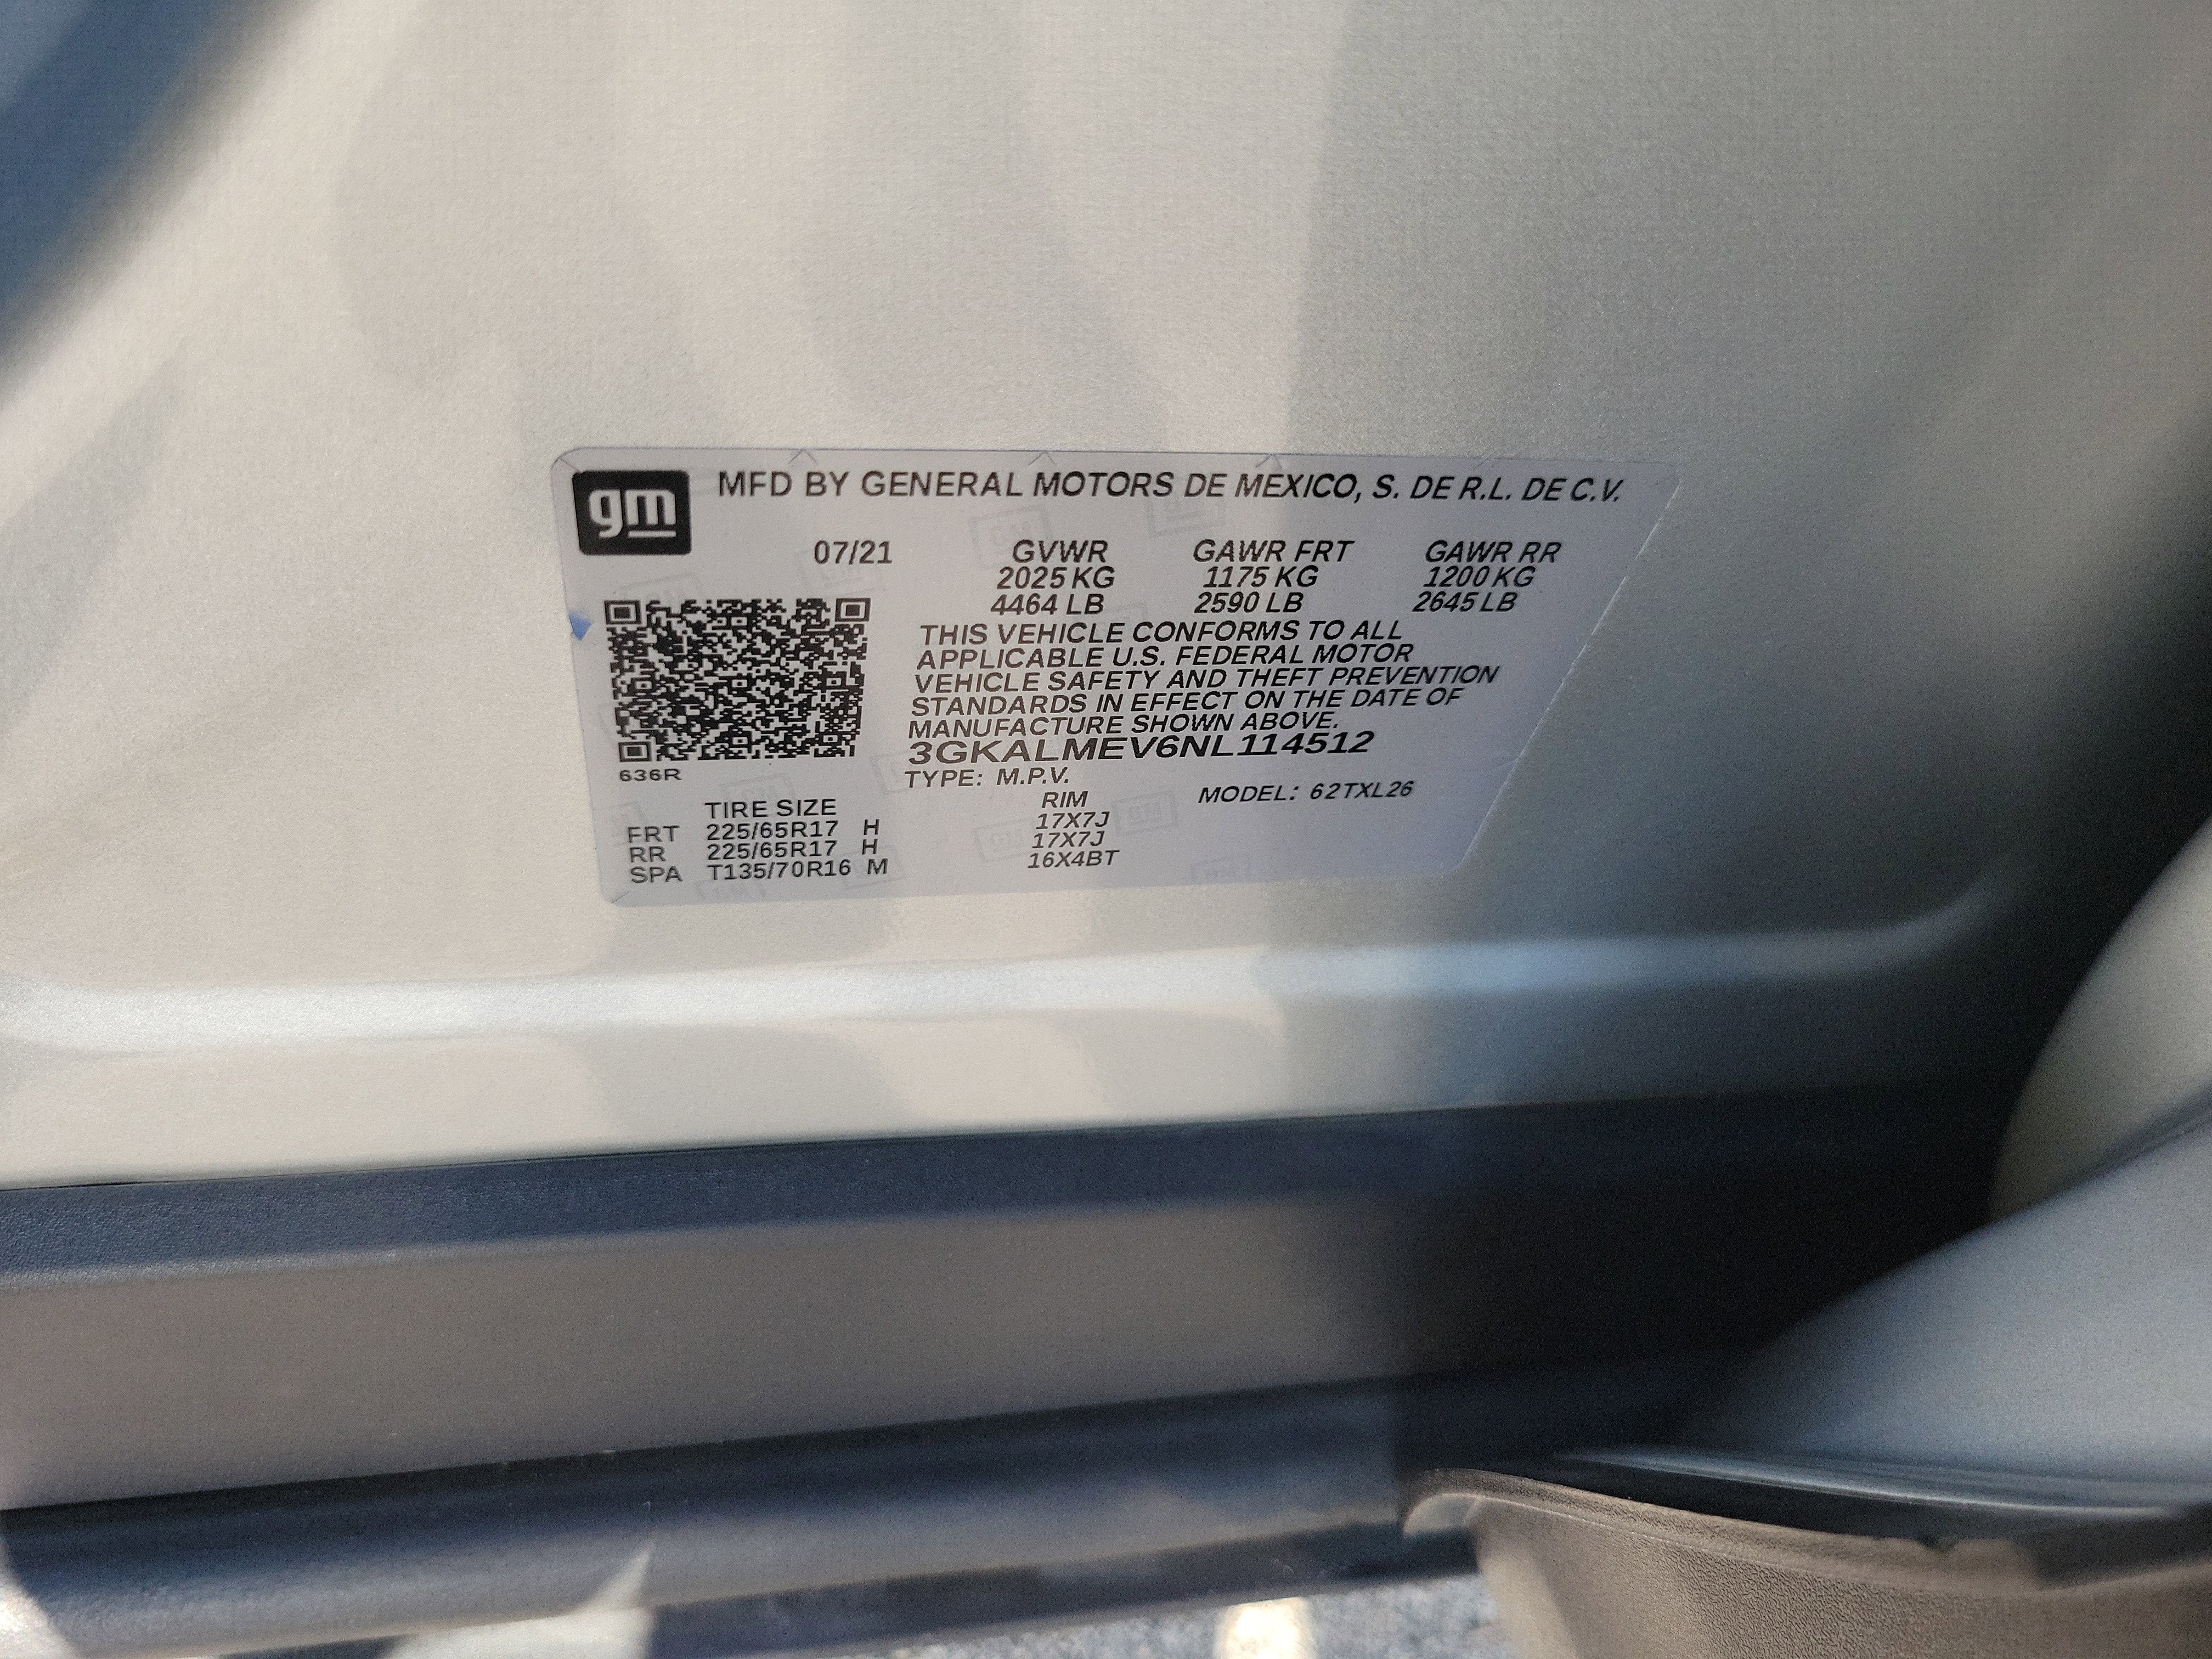 gm
MFD BY GENERAL MOTORS DE MEXICO, S. DE R.L. DE C.V.
07/21 GVWR GAWR FRT GAWR RR
2025 KG 1175 KG 1200 KG
4464 LB 2590 LB 2645 LB
THIS VEHICLE CONFORMS TO ALL
APPLICABLE U.S. FEDERAL MOTOR
VEHICLE SAFETY AND THEFT PREVENTION
STANDARDS IN EFFECT ON THE DATE OF
MANUFACTURE SHOWN ABOVE.
3GKALMEV6NL114512
636R
TYPE: M.P.V.
MODEL: 62TXL26
TIRE SIZE RIM
FRT 225/65R17 H 17X7J
RR 225/65R17 H 17X7J
SPA T135/70R16 M 16X4BT